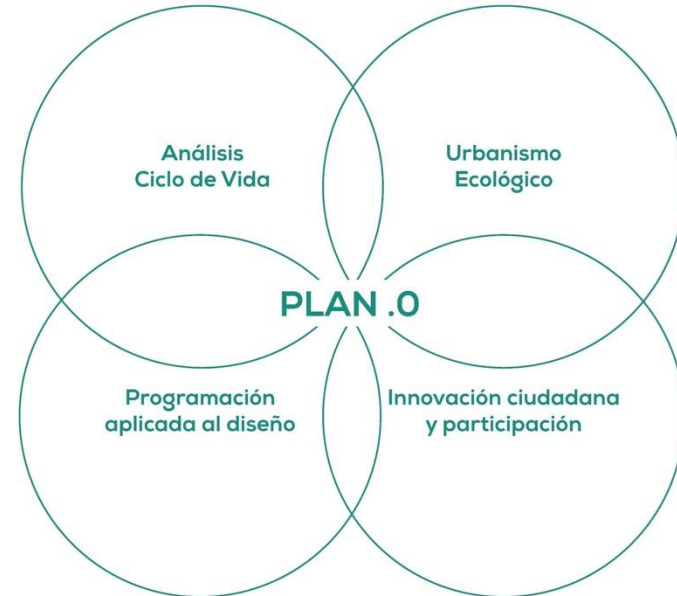 Análisis
Ciclo de Vida
Urbanismo
Ecológico
PLAN .0
Programación
aplicada al diseño
Innovación ciudadana
y participación